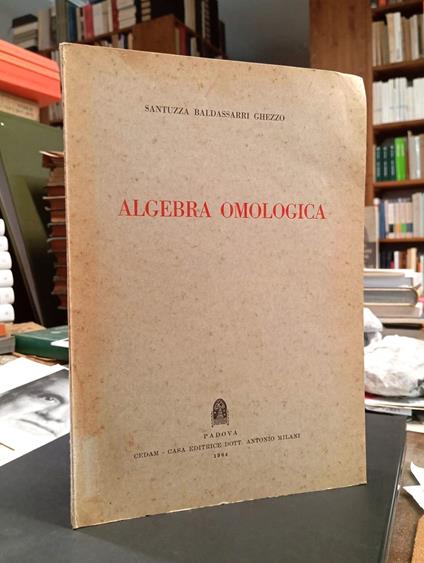 SANTUZZA BALDASSARRI GHEZZO
ALGEBRA OMOLOGICA
PADOVA
CEDAM - CASA EDITRICE DOTT. ANTONIO MILANI
1964